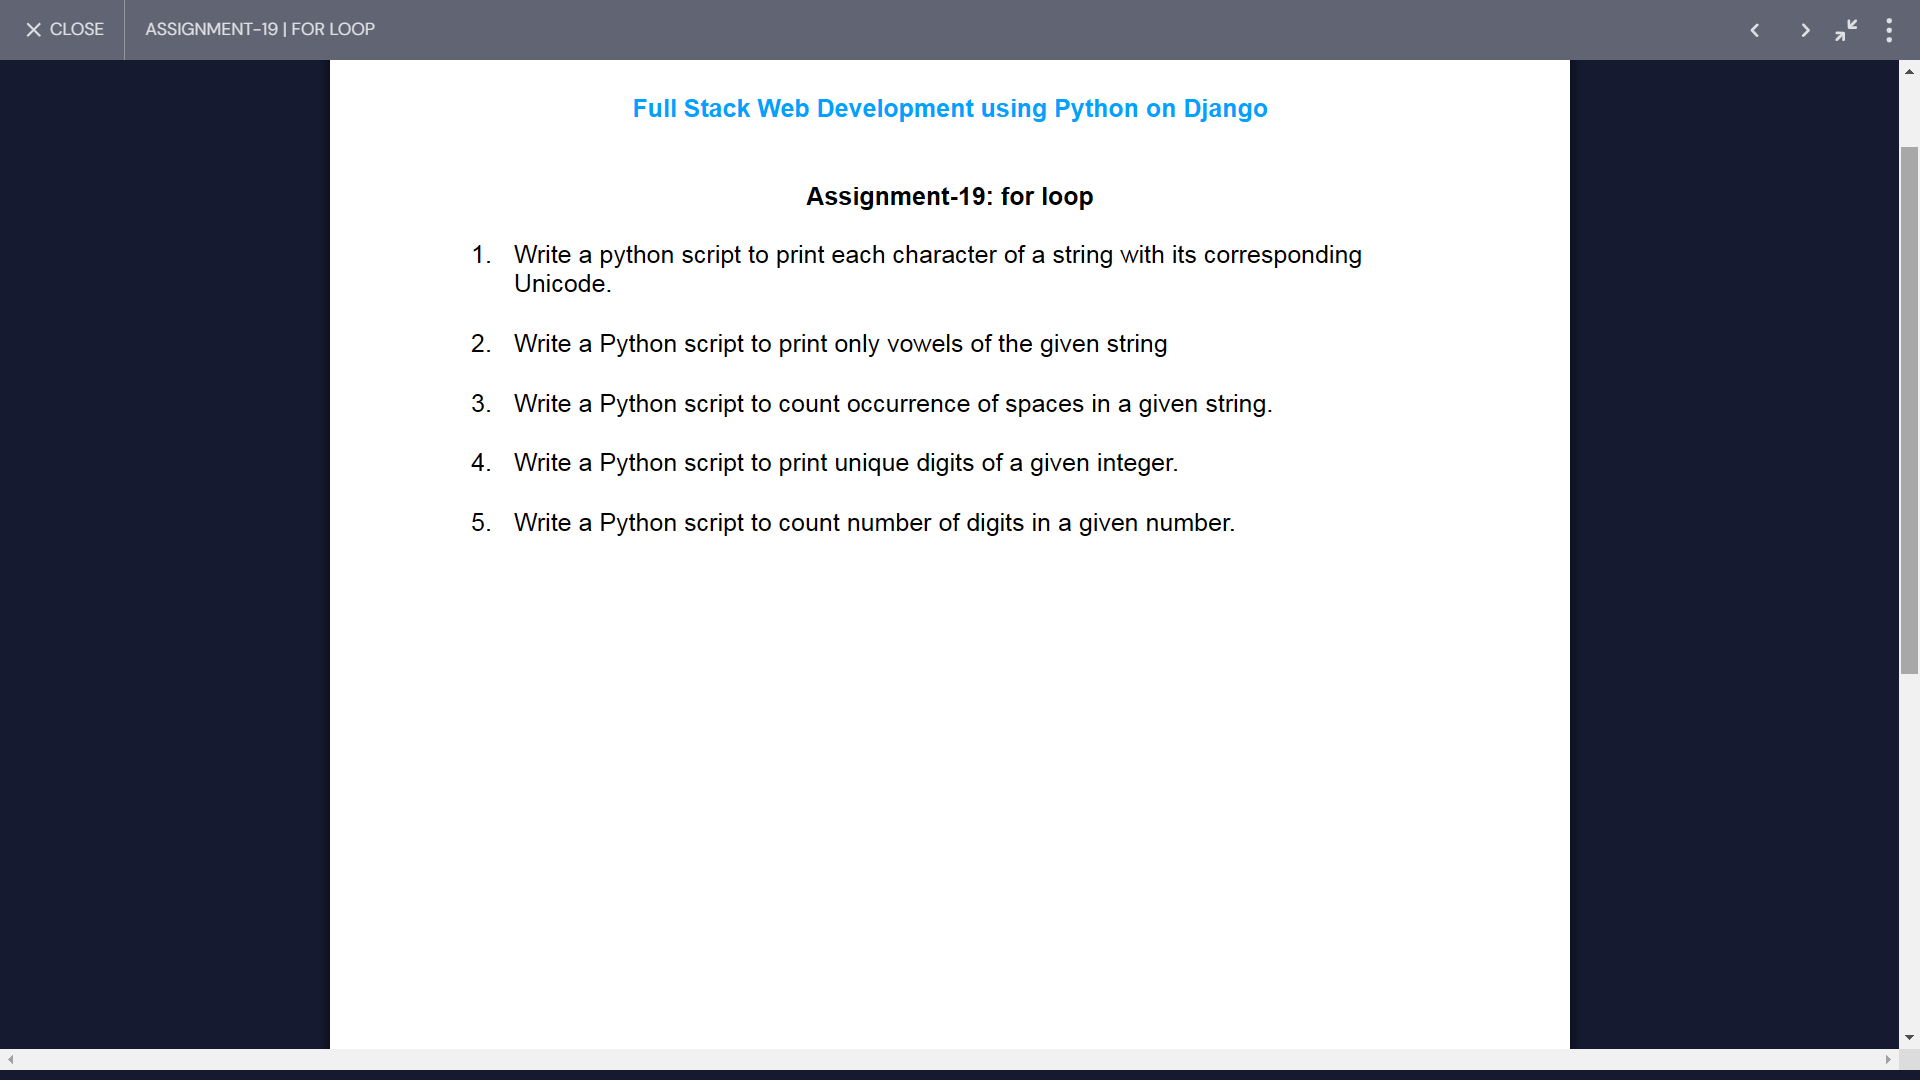 CLOSE ASSIGNMENT-19 | FOR LOOP
Full Stack Web Development using Python on Django
Assignment-19: for loop
1. Write a python script to print each character of a string with its corresponding
Unicode.
2. Write a Python script to print only vowels of the given string
3. Write a Python script to count occurrence of spaces in a given string.
4. Write a Python script to print unique digits of a given integer.
5. Write a Python script to count number of digits in a given number.